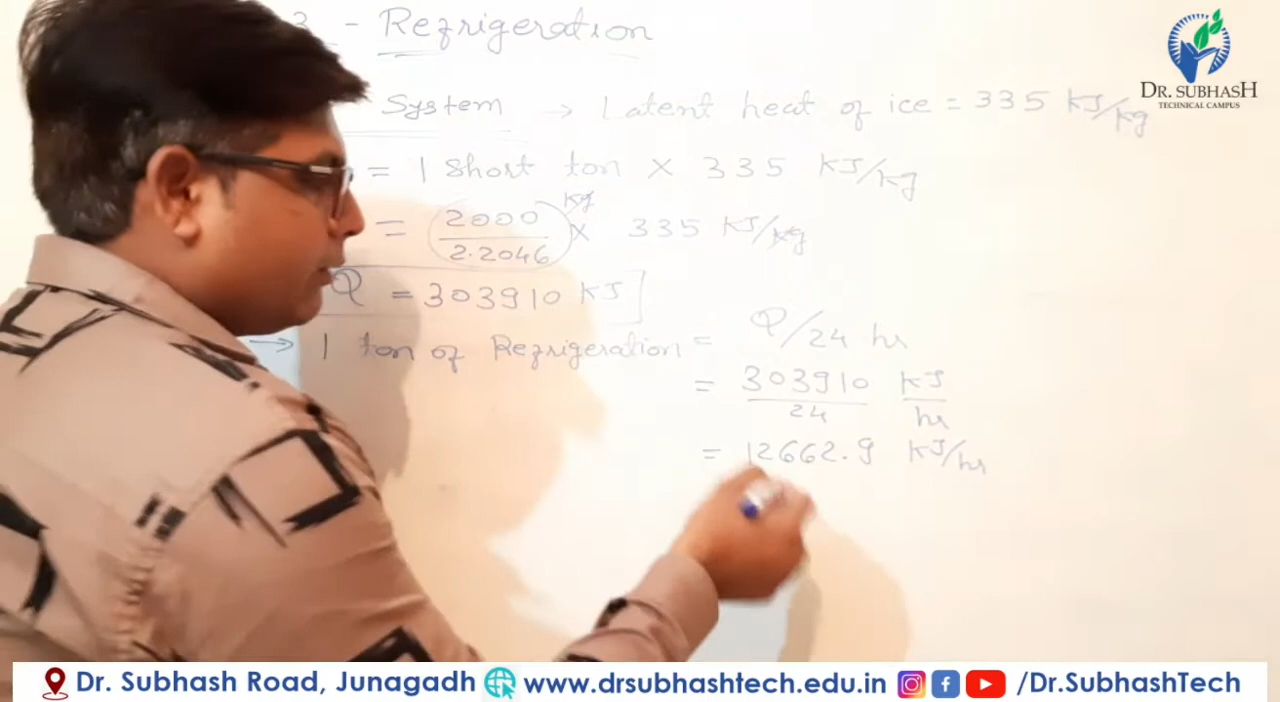 2 - Refrigeration
System → Latent heat of ice = 335 KJ/Kg
= 1 Short ton × 335 KJ/Kg
= 2000/2.2046 Kg × 335 KJ/Kg
Q = 303910 KJ
→ 1 ton of Refrigeration = Q/24 hr
= 303910/24 KJ/hr
= 12662.9 KJ/hr
DR. SUBHASH
TECHNICAL CAMPUS
Dr. Subhash Road, Junagadh www.drsubhashtech.edu.in /Dr.SubhashTech